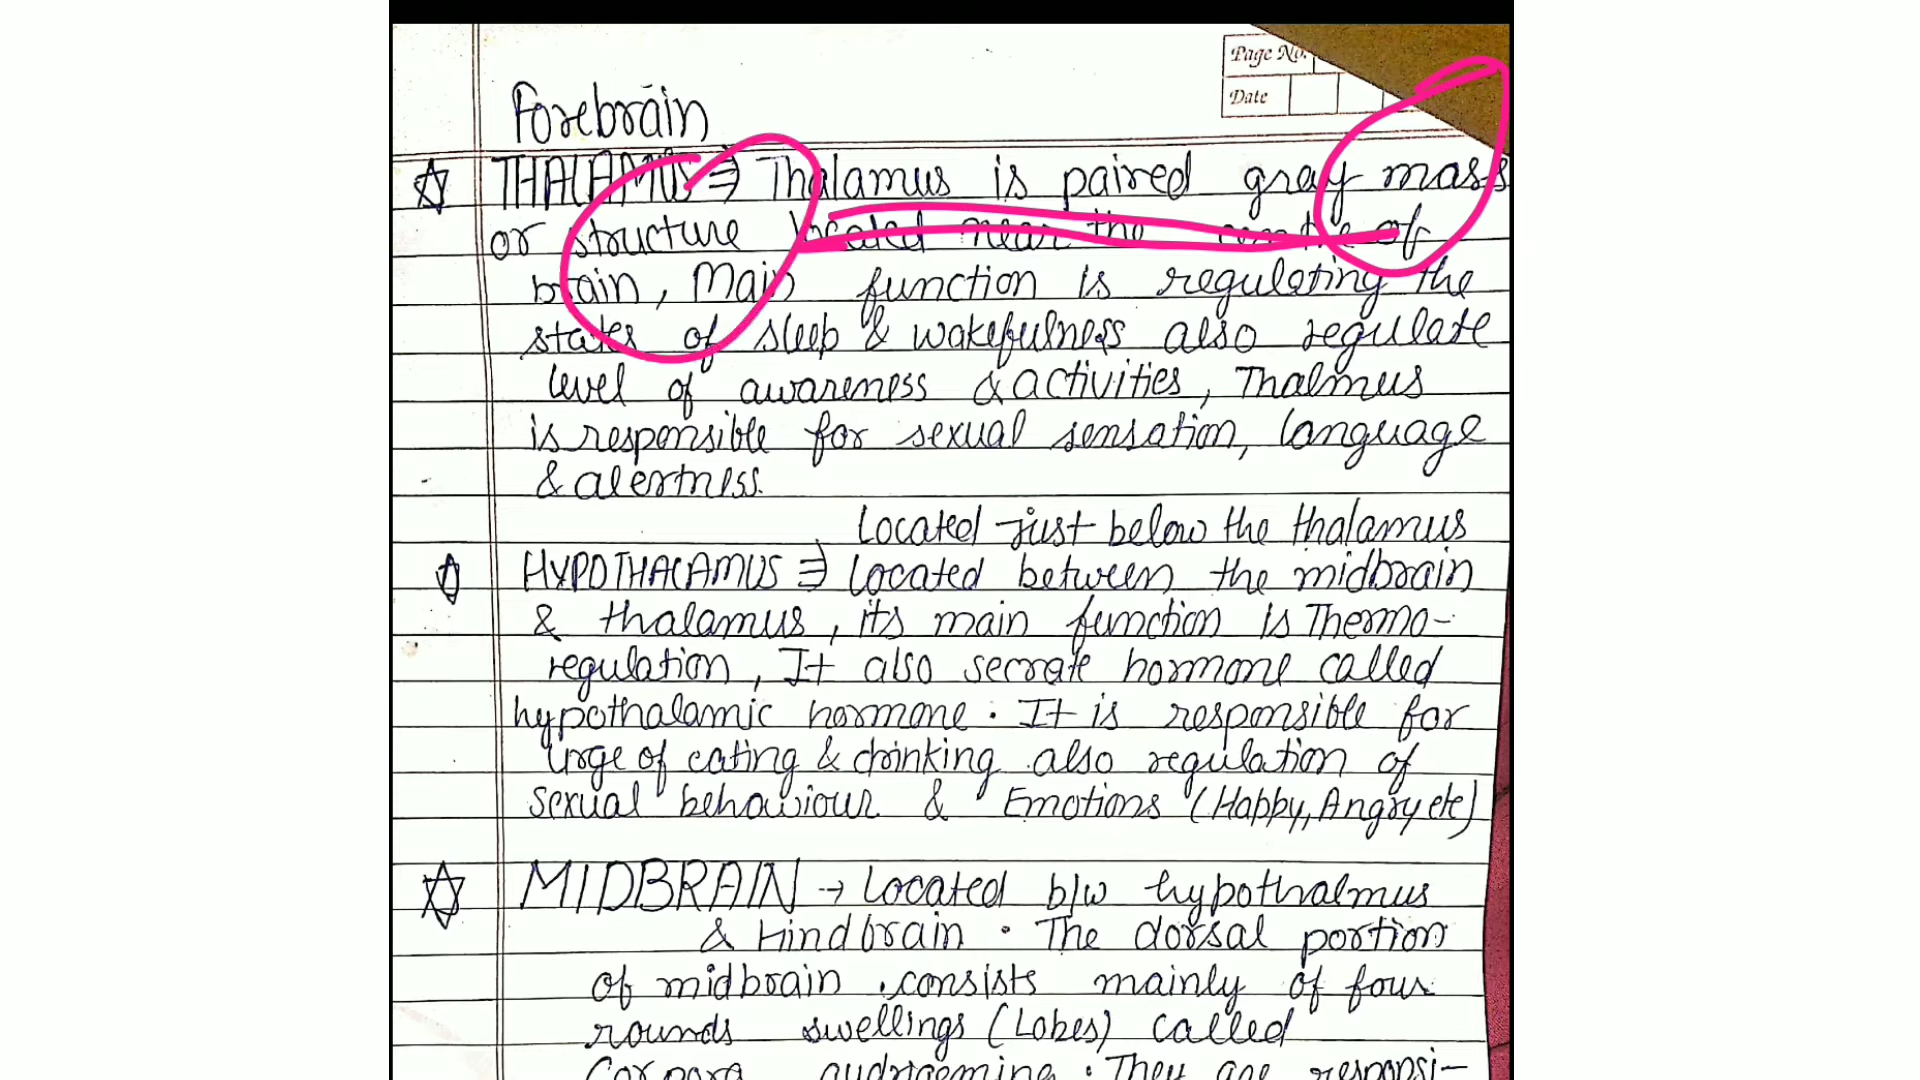 Page No.
Date
Forebrain
THALAMUS ⇒ Thalamus is paired gray mass
or structure located near the centre of
brain, Main function is regulating the
states of sleep & wakefulness also regulate
level of awareness & activities, Thalmus
is responsible for sexual sensation, language
& alertness.
Located just below the thalamus
HYPOTHALAMUS ⇒ Located between the midbrain
& thalamus, its main function is Thermo-
regulation, It also secrate hormone called
hypothalamic hormone. It is responsible for
urge of eating & drinking also regulation of
sexual behaviour & Emotions (Happy, Angry etc)
MIDBRAIN → Located b/w hypothalmus
& Hindbrain. The dorsal portion
of midbrain consists mainly of four
rounds swellings (Lobes) called
Corpora. They are responsi-